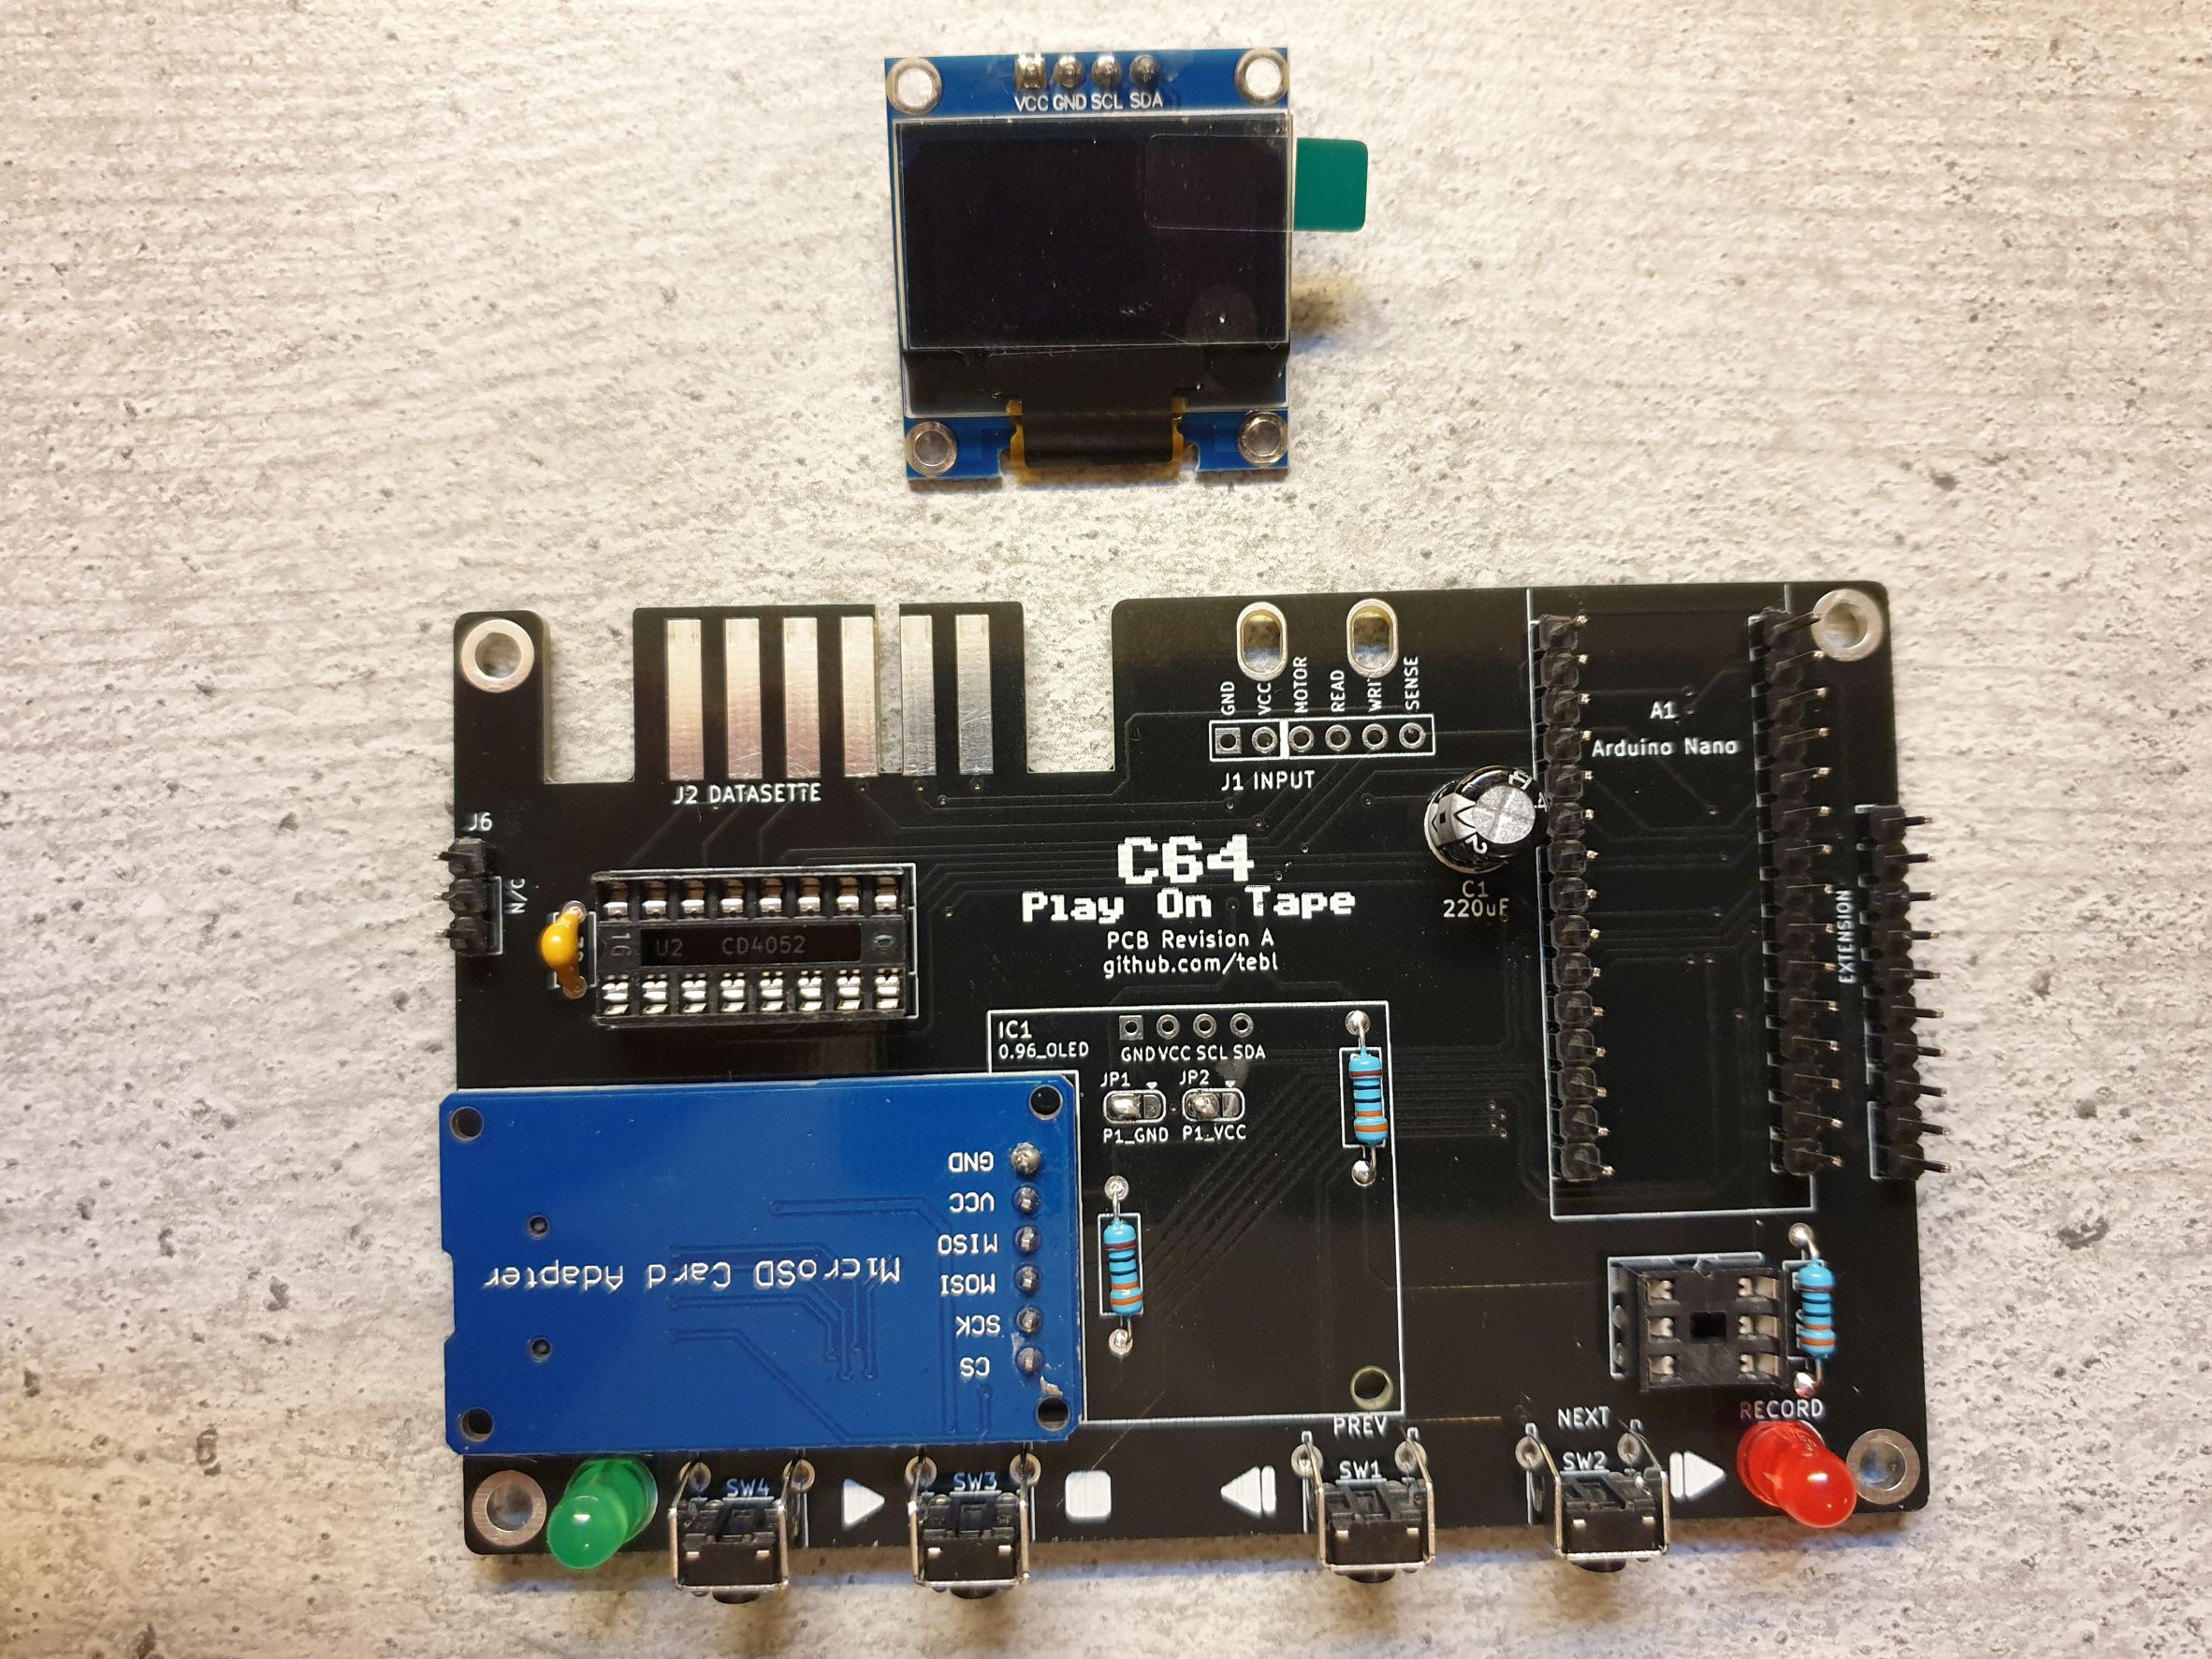 VCC GND SCL SDA
GND
VCC
MOTOR
READ
SENSE
J1 INPUT
A1
Arduino Nano
J2 DATASETTE
J6
N/C
C64
Play On Tape
PCB Revision A
github.com/tebl
C1
220uF
EXTENSION
16 U2 CD4052
IC1
0.96_OLED
GND VCC SCL SDA
JP1 JP2
P1_GND P1_VCC
GND
VCC
MISO
MOSI
SCK
CS
MicroSD Card Adapter
PREV
NEXT
RECORD
SW4
SW3
SW1
SW2